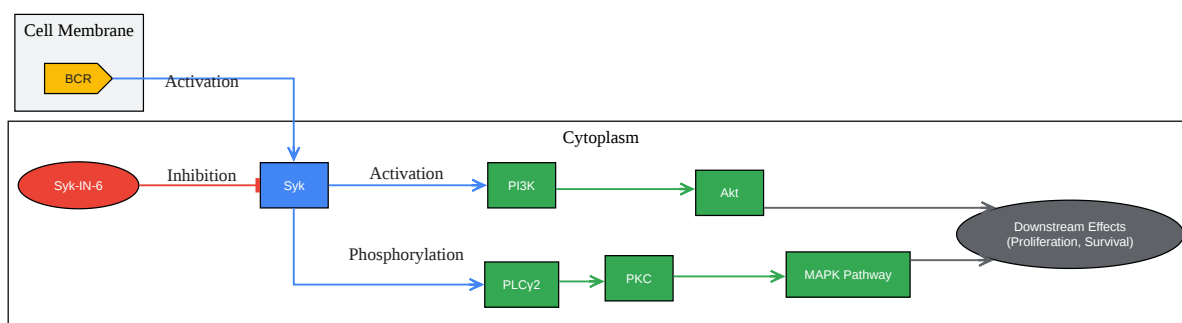 Cell Membrane
BCR
Activation
Cytoplasm
Syk-IN-6
Inhibition
Syk
Activation
PI3K
Akt
Downstream Effects
(Proliferation, Survival)
Phosphorylation
PLCγ2
PKC
MAPK Pathway